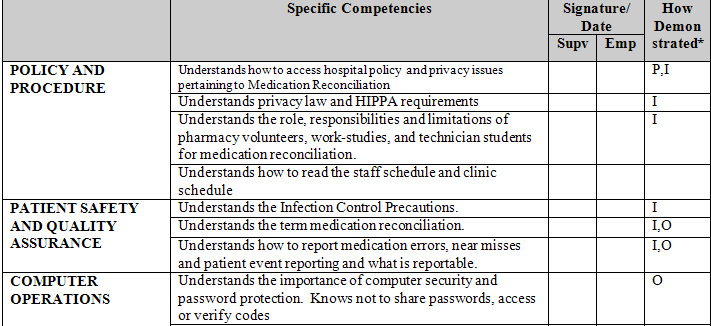 Specific Competencies
Signature/
Date
How
Demon
strated*
Supv
Emp
POLICY AND
PROCEDURE
Understands how to access hospital policy and privacy issues
pertaining to Medication Reconciliation
P,I
Understands privacy law and HIPPA requirements
I
Understands the role, responsibilities and limitations of
pharmacy volunteers, work-studies, and technician students
for medication reconciliation.
I
Understands how to read the staff schedule and clinic
schedule
PATIENT SAFETY
AND QUALITY
ASSURANCE
Understands the Infection Control Precautions.
I
Understands the term medication reconciliation.
I,O
Understands how to report medication errors, near misses
and patient event reporting and what is reportable.
I,O
COMPUTER
OPERATIONS
Understands the importance of computer security and
password protection.  Knows not to share passwords, access
or verify codes
O